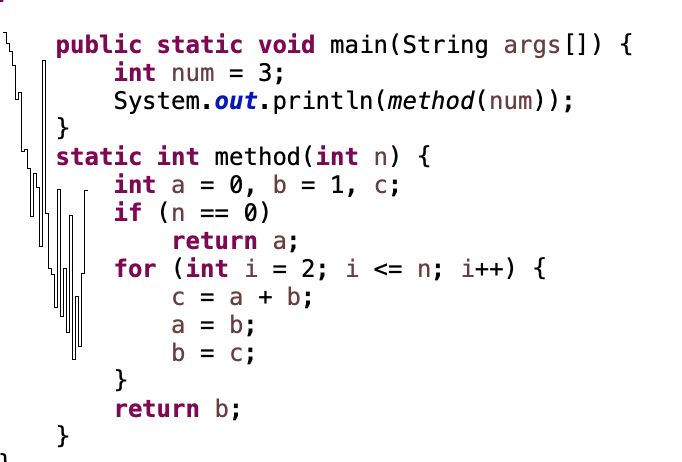 public static void main(String args[]) {
int num = 3;
System.out.println(method(num));
}
static int method(int n) {
int a = 0, b = 1, c;
if (n == 0)
return a;
for (int i = 2; i <= n; i++) {
c = a + b;
a = b;
b = c;
}
return b;
}
}